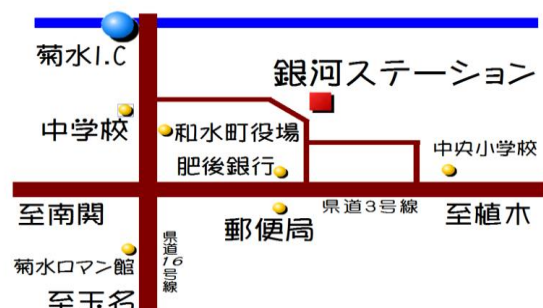 菊水I.C
銀河ステーション
中学校
和水町役場
中央小学校
肥後銀行
県道3号線
至南関
郵便局
至植木
県道16号線
菊水ロマン館
至玉名